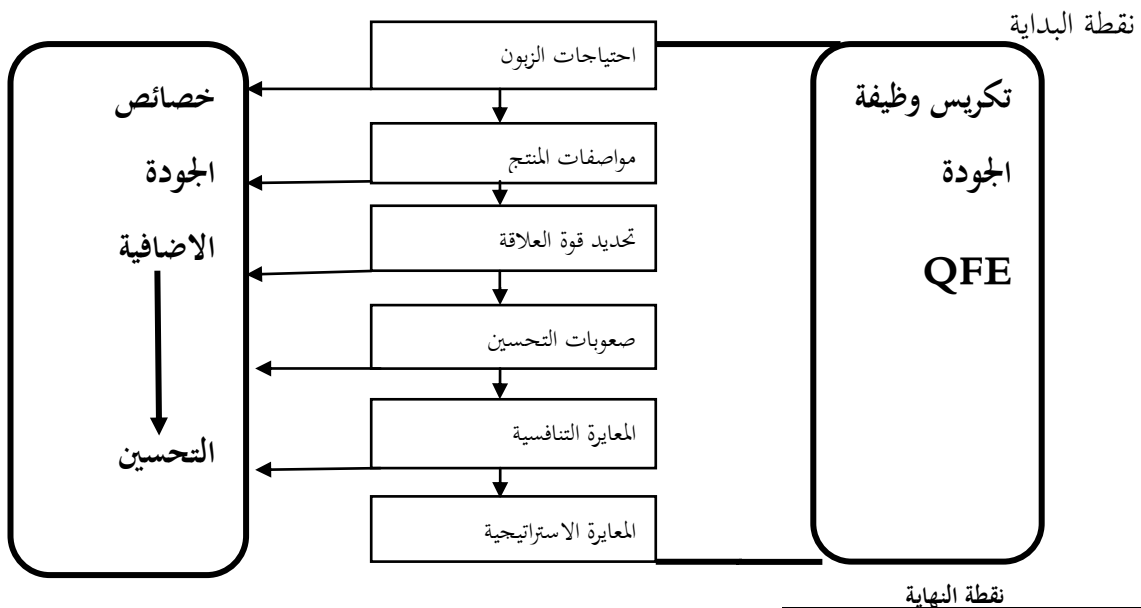 نقطة البداية
تكريس وظيفة
الجودة
QFE
احتياجات الزبون
مواصفات المنتج
تحديد قوة العلاقة
صعوبات التحسين
المعايرة التنافسية
المعايرة الاستراتيجية
خصائص
الجودة
الاضافية
التحسين
نقطة النهاية